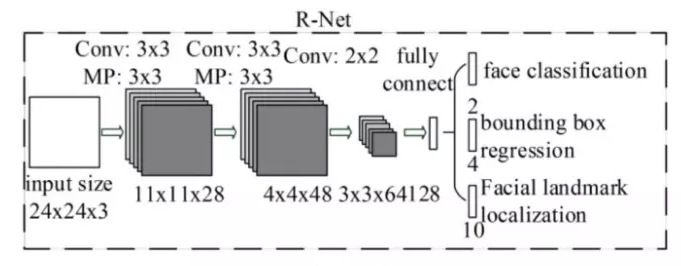 R-Net
Conv: 3x3
MP: 3x3
Conv: 3x3
MP: 3x3
Conv: 2x2
fully
connect
input size
24x24x3
11x11x28
4x4x48
3x3x64
128
face classification
2
bounding box
regression
4
Facial landmark
localization
10